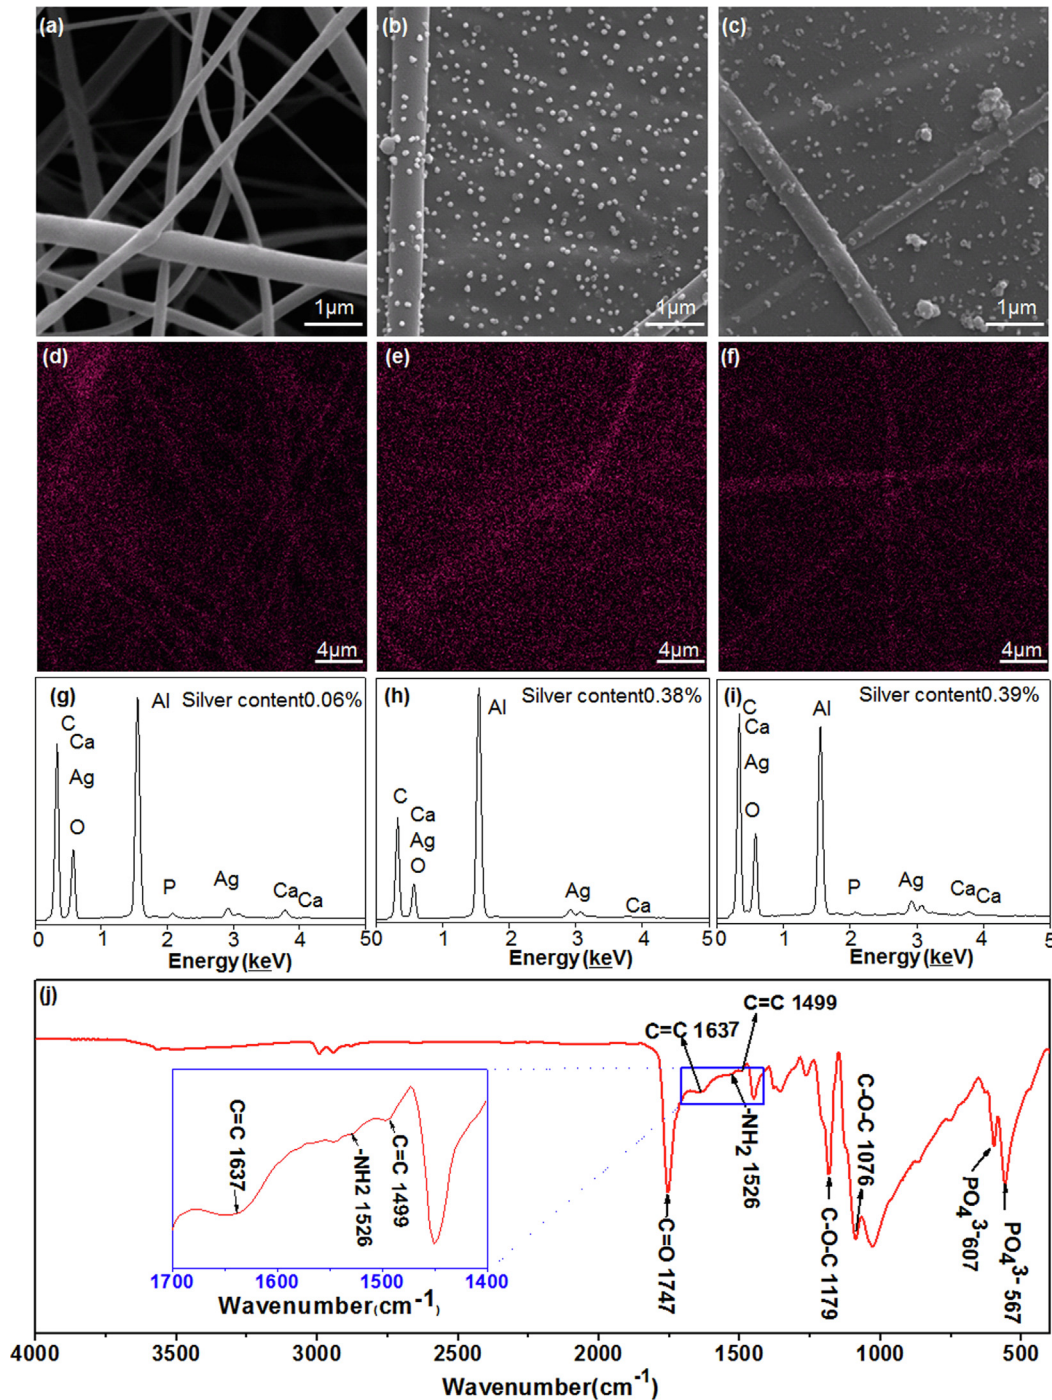 (a)
(b)
(c)
1μm
1μm
1μm
(d)
(e)
(f)
4μm
4μm
4μm
(g)
Silver content0.06%
C
Ca
Ag
O
Al
P
Ag
Ca
Ca
0 1 2 3 4 5
Energy(keV)
(h)
Silver content0.38%
C
Ca
Ag
O
Al
Ag
Ca
0 1 2 3 4 5
Energy(keV)
(i)
Silver content0.39%
C
Ca
Ag
O
Al
P
Ag
Ca
Ca
0 1 2 3 4 5
Energy(keV)
(j)
C=C 1637
C=C 1499
-NH2 1526
C=O 1747
C-O-C 1179
C-O-C 1076
PO4 3-607
PO4 3- 567
C=C 1637
-NH2 1526
C=C 1499
1700 1600 1500 1400
Wavenumber(cm-1)
4000 3500 3000 2500 2000 1500 1000 500
Wavenumber(cm-1)